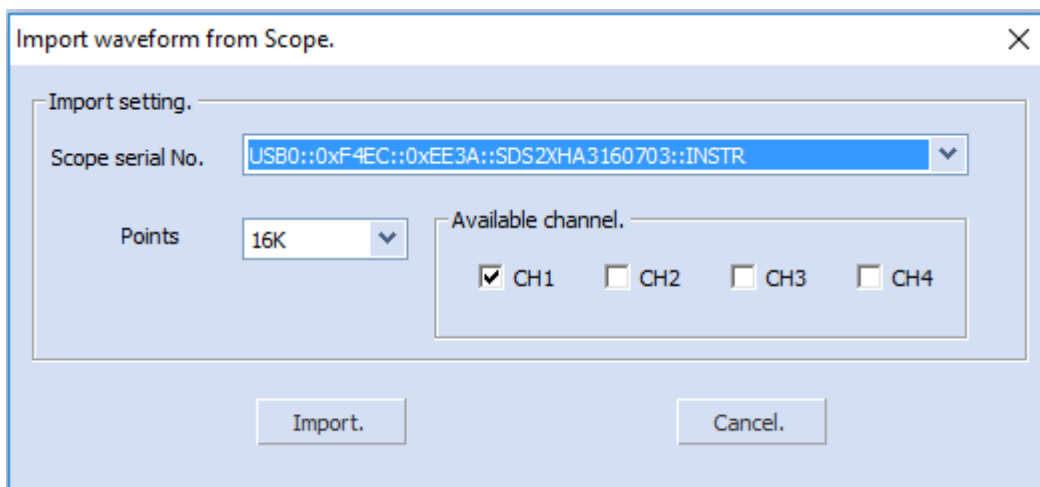 Import waveform from Scope.
Import setting.
Scope serial No.
USB0::0xF4EC::0xEE3A::SDS2XHA3160703::INSTR
Points
16K
Available channel.
CH1 CH2 CH3 CH4
Import. Cancel.